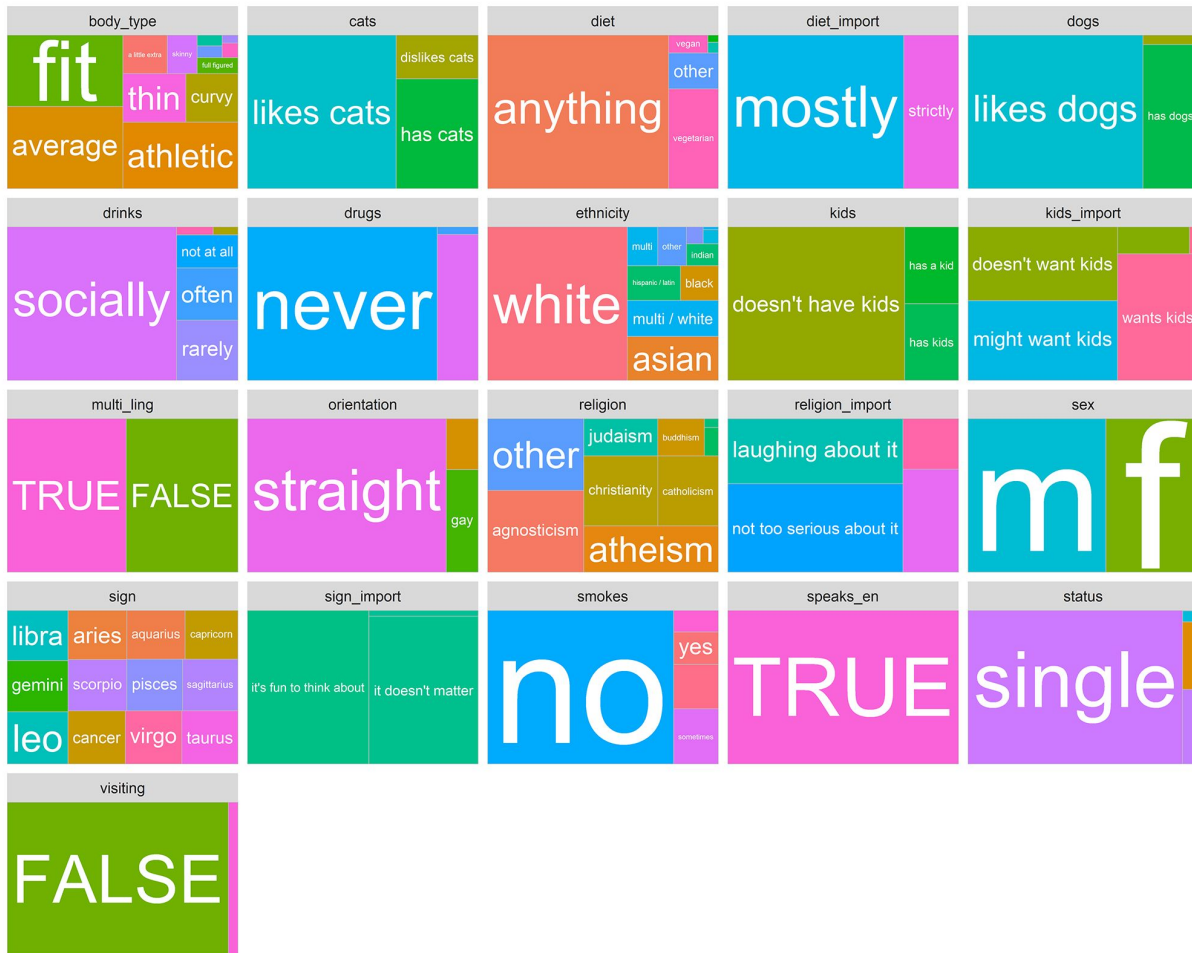 body_type
cats
diet
diet_import
dogs
fit
a little extra
skinny
full figured
thin
curvy
average
athletic
likes cats
dislikes cats
has cats
anything
vegan
other
vegetarian
mostly
strictly
likes dogs
has dogs
drinks
drugs
ethnicity
kids
kids_import
socially
not at all
often
rarely
never
white
multi
other
indian
hispanic / latin
black
multi / white
asian
doesn't have kids
has a kid
has kids
doesn't want kids
might want kids
wants kids
multi_ling
orientation
religion
religion_import
sex
TRUE
FALSE
straight
gay
other
judaism
buddhism
christianity
catholicism
agnosticism
atheism
laughing about it
not too serious about it
m
f
sign
sign_import
smokes
speaks_en
status
libra
aries
aquarius
capricorn
gemini
scorpio
pisces
sagittarius
leo
cancer
virgo
taurus
it's fun to think about
it doesn't matter
no
yes
sometimes
TRUE
single
visiting
FALSE